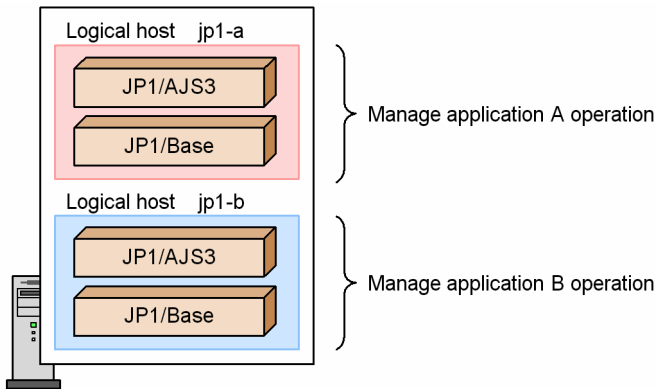 Logical host jp1-a
JP1/AJS3
JP1/Base
Manage application A operation
Logical host jp1-b
JP1/AJS3
JP1/Base
Manage application B operation